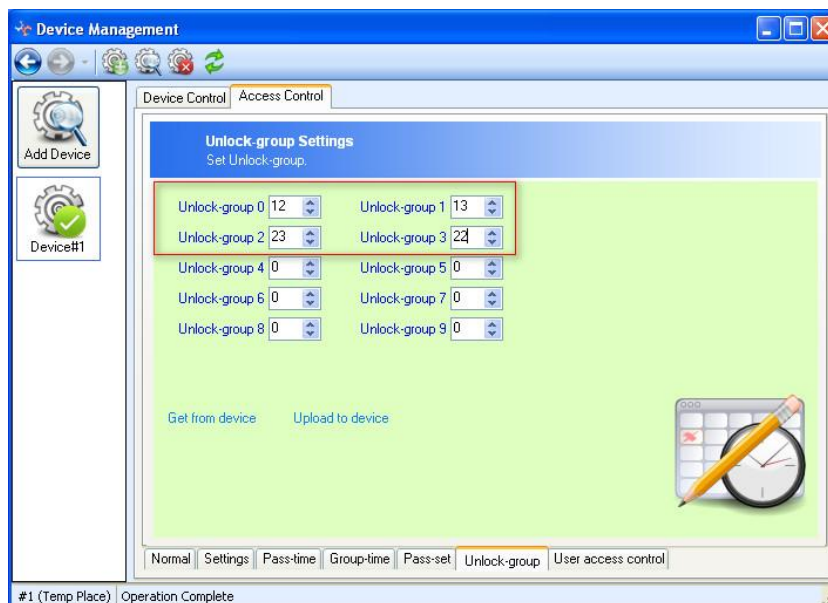 Device Management
Device Control Access Control
Add Device
Device#1
Unlock-group Settings
Set Unlock-group.
Unlock-group 0 12 Unlock-group 1 13
Unlock-group 2 23 Unlock-group 3 22
Unlock-group 4 0 Unlock-group 5 0
Unlock-group 6 0 Unlock-group 7 0
Unlock-group 8 0 Unlock-group 9 0
Get from device Upload to device
Normal Settings Pass-time Group-time Pass-set Unlock-group User access control
#1 (Temp Place) Operation Complete